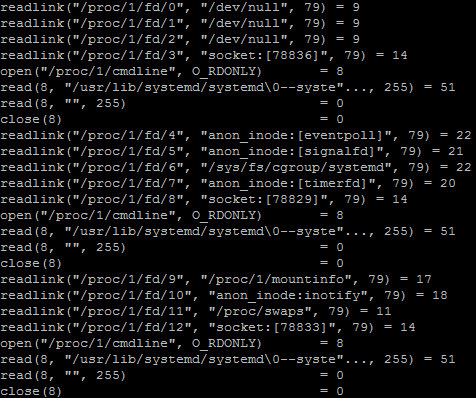 readlink("/proc/1/fd/0", "/dev/null", 79) = 9
readlink("/proc/1/fd/1", "/dev/null", 79) = 9
readlink("/proc/1/fd/2", "/dev/null", 79) = 9
readlink("/proc/1/fd/3", "socket:[78836]", 79) = 14
open("/proc/1/cmdline", O_RDONLY)       = 8
read(8, "/usr/lib/systemd/systemd\0--syste"..., 255) = 51
read(8, "", 255)                        = 0
close(8)                                = 0
readlink("/proc/1/fd/4", "anon_inode:[eventpoll]", 79) = 22
readlink("/proc/1/fd/5", "anon_inode:[signalfd]", 79) = 21
readlink("/proc/1/fd/6", "/sys/fs/cgroup/systemd", 79) = 22
readlink("/proc/1/fd/7", "anon_inode:[timerfd]", 79) = 20
readlink("/proc/1/fd/8", "socket:[78829]", 79) = 14
open("/proc/1/cmdline", O_RDONLY)       = 8
read(8, "/usr/lib/systemd/systemd\0--syste"..., 255) = 51
read(8, "", 255)                        = 0
close(8)                                = 0
readlink("/proc/1/fd/9", "/proc/1/mountinfo", 79) = 17
readlink("/proc/1/fd/10", "anon_inode:inotify", 79) = 18
readlink("/proc/1/fd/11", "/proc/swaps", 79) = 11
readlink("/proc/1/fd/12", "socket:[78833]", 79) = 14
open("/proc/1/cmdline", O_RDONLY)       = 8
read(8, "/usr/lib/systemd/systemd\0--syste"..., 255) = 51
read(8, "", 255)                        = 0
close(8)                                = 0